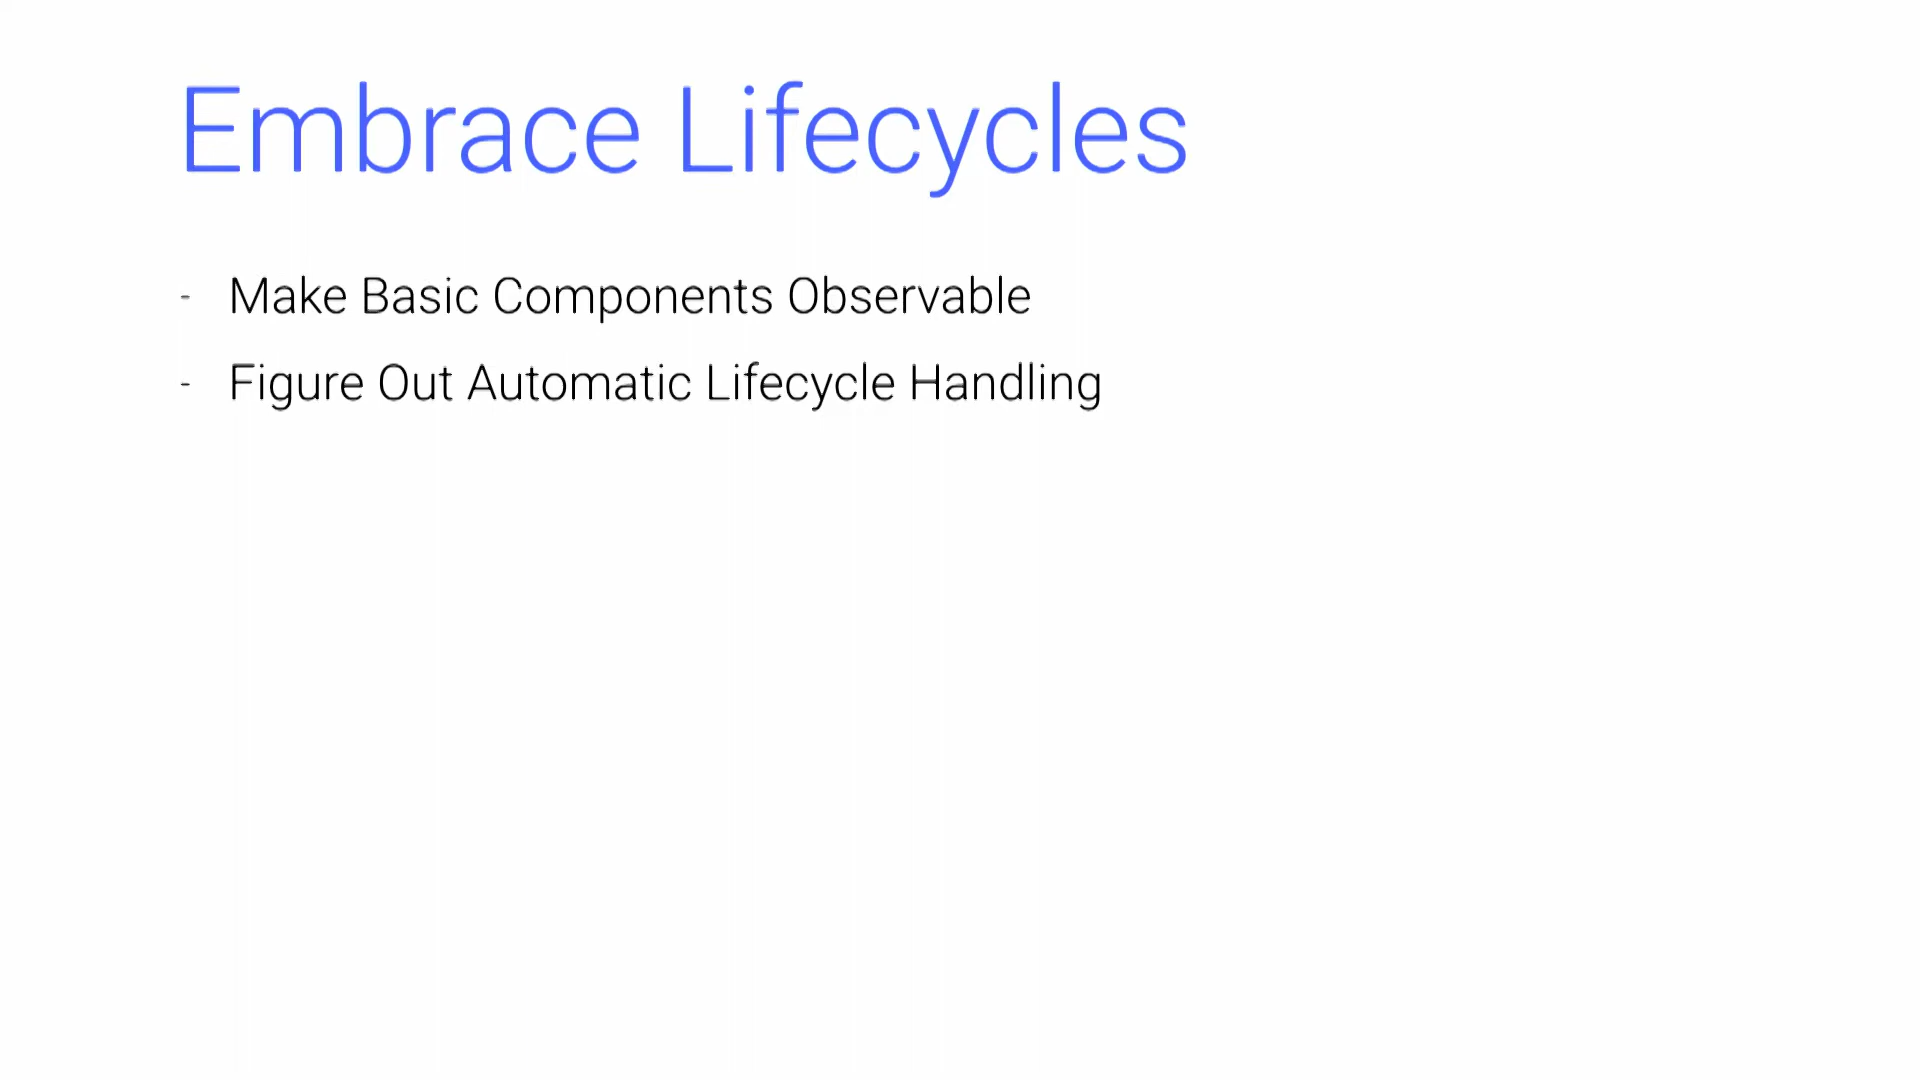 Embrace Lifecycles
- Make Basic Components Observable
- Figure Out Automatic Lifecycle Handling